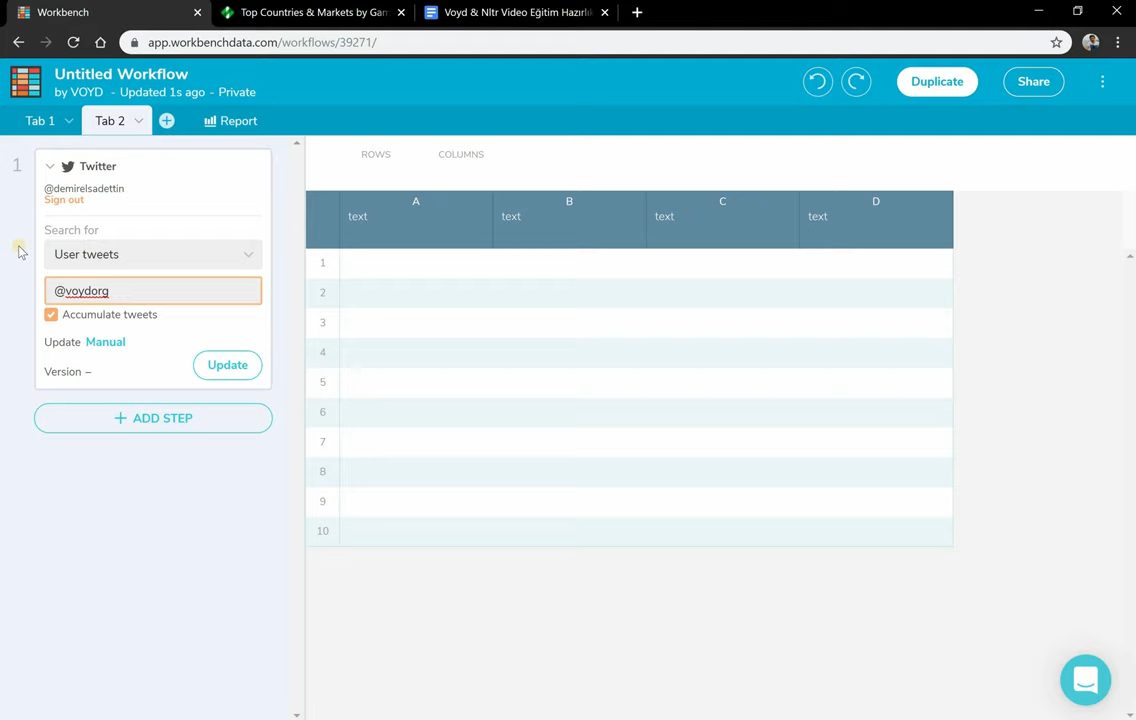 Workbench
Top Countries & Markets by Gam
Voyd & Nltr Video Eğitim Hazırlık
app.workbenchdata.com/workflows/39271/
Untitled Workflow
by VOYD - Updated 1s ago - Private
Duplicate
Share
Tab 1
Tab 2
Report
1
Twitter
@demirelsadettin
Sign out
Search for
User tweets
@voydorg
Accumulate tweets
Update Manual
Update
Version –
+ ADD STEP
ROWS
COLUMNS
A
B
C
D
text
text
text
text
1
2
3
4
5
6
7
8
9
10